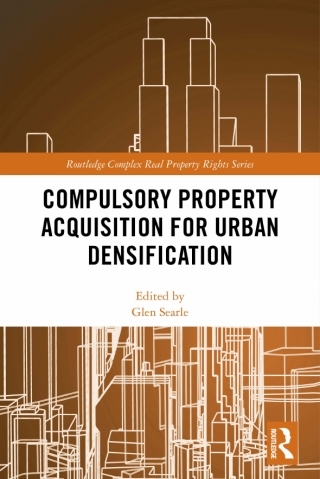 Routledge Complex Real Property Rights Series
COMPULSORY PROPERTY
ACQUISITION FOR URBAN
DENSIFICATION
Edited by
Glen Searle
ROUTLEDGE